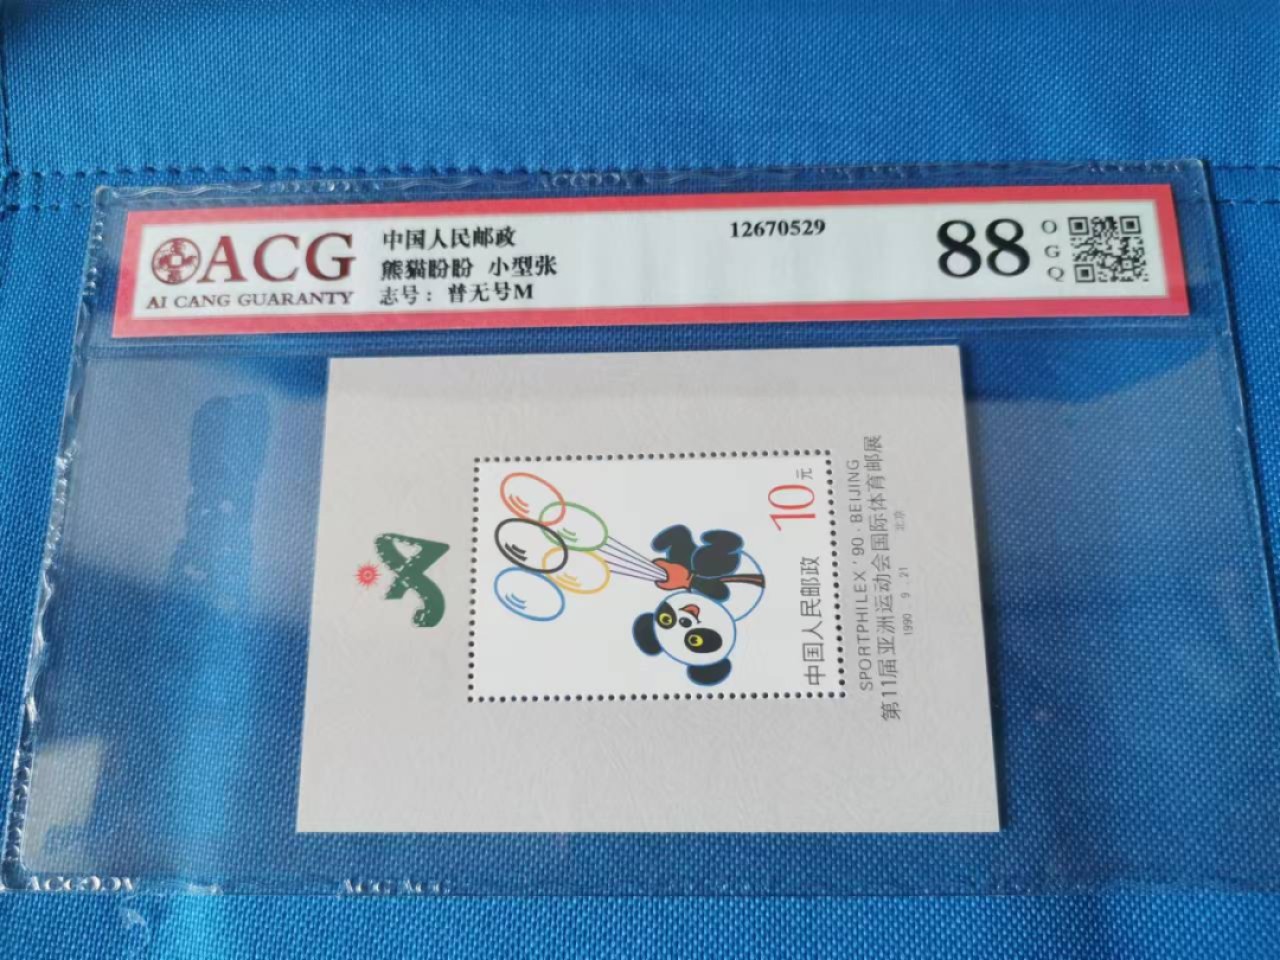 ACG
AI CANG GUARANTY
中国人民邮政
熊猫盼盼 小型张
志号：普无号M
12670529
88
OGQ
10元
中国人民邮政
SPORTPHILEX '90·BEIJING
第11届亚洲运动会国际体育邮展
1990.9.21 北京
ACG ACG